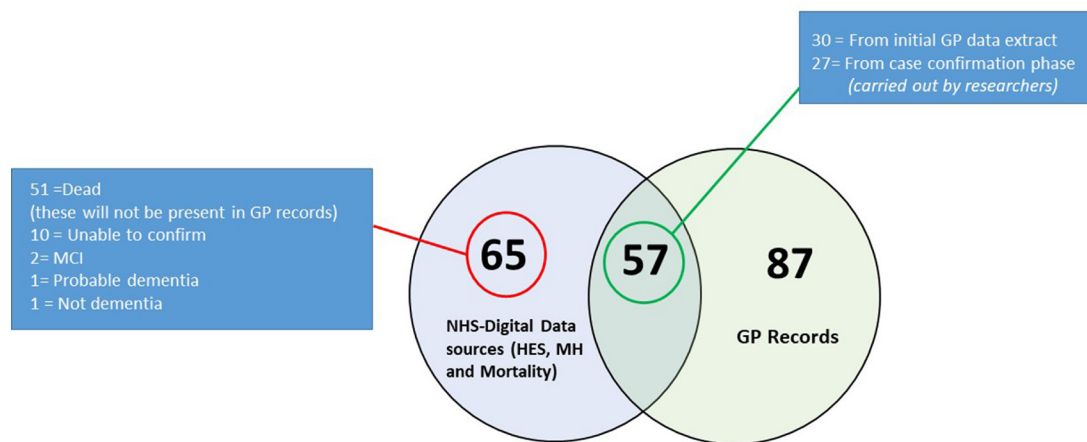 30 = From initial GP data extract
27= From case confirmation phase
(carried out by researchers)
51 =Dead
(these will not be present in GP records)
10 = Unable to confirm
2= MCI
1= Probable dementia
1 = Not dementia
65
57
87
NHS-Digital Data
sources (HES, MH
and Mortality)
GP Records